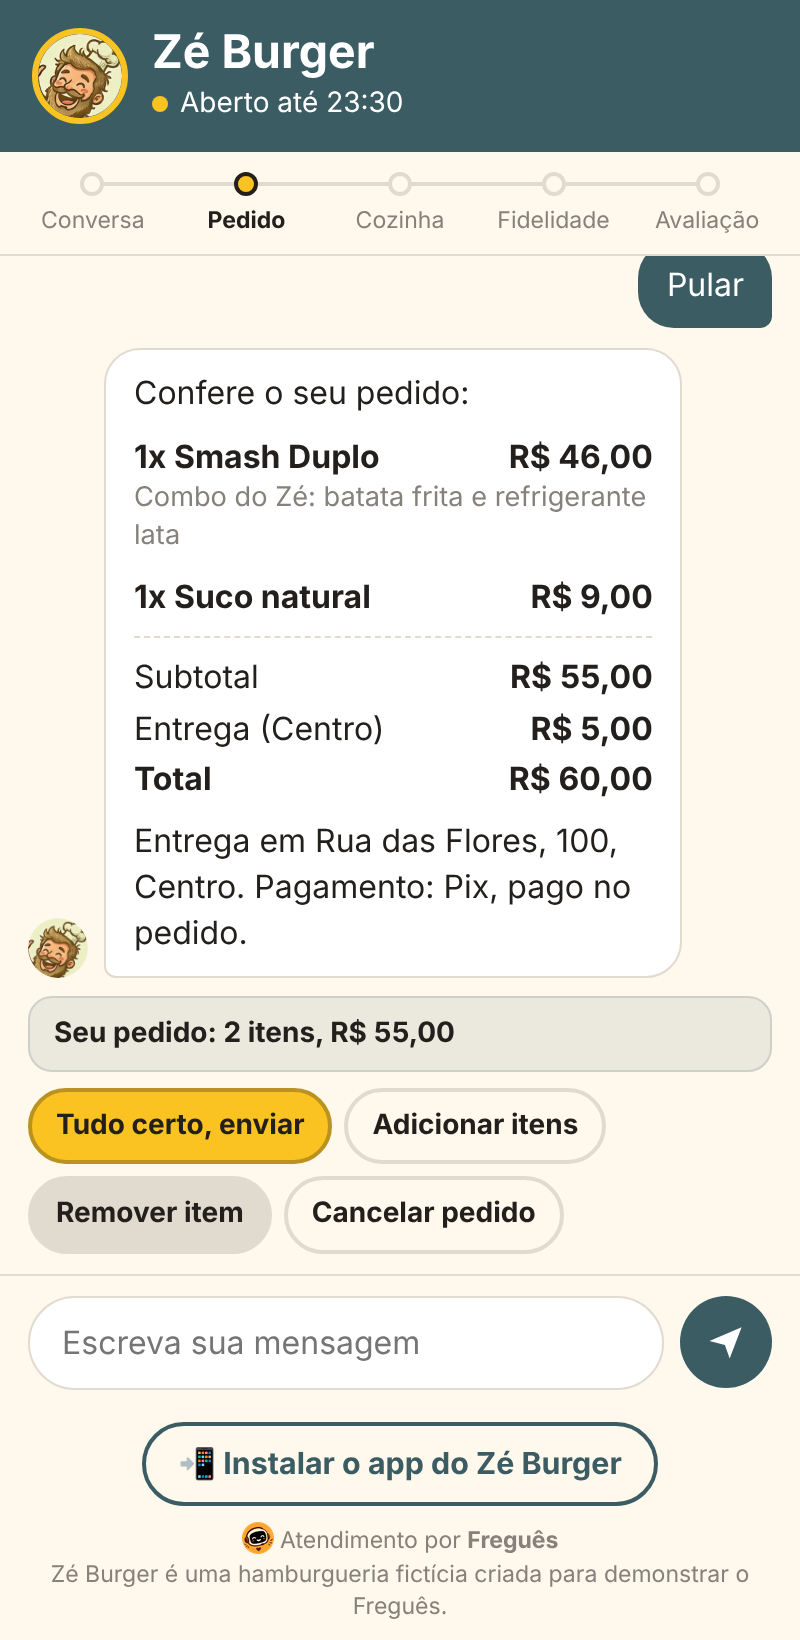 Zé Burger
Aberto até 23:30
Conversa Pedido Cozinha Fidelidade Avaliação
Pular
Confere o seu pedido:
1x Smash Duplo R$ 46,00
Combo do Zé: batata frita e refrigerante
lata
1x Suco natural R$ 9,00
Subtotal R$ 55,00
Entrega (Centro) R$ 5,00
Total R$ 60,00
Entrega em Rua das Flores, 100,
Centro. Pagamento: Pix, pago no
pedido.
Seu pedido: 2 itens, R$ 55,00
Tudo certo, enviar Adicionar itens
Remover item Cancelar pedido
Escreva sua mensagem
Instalar o app do Zé Burger
Atendimento por Freguês
Zé Burger é uma hamburgueria fictícia criada para demonstrar o
Freguês.